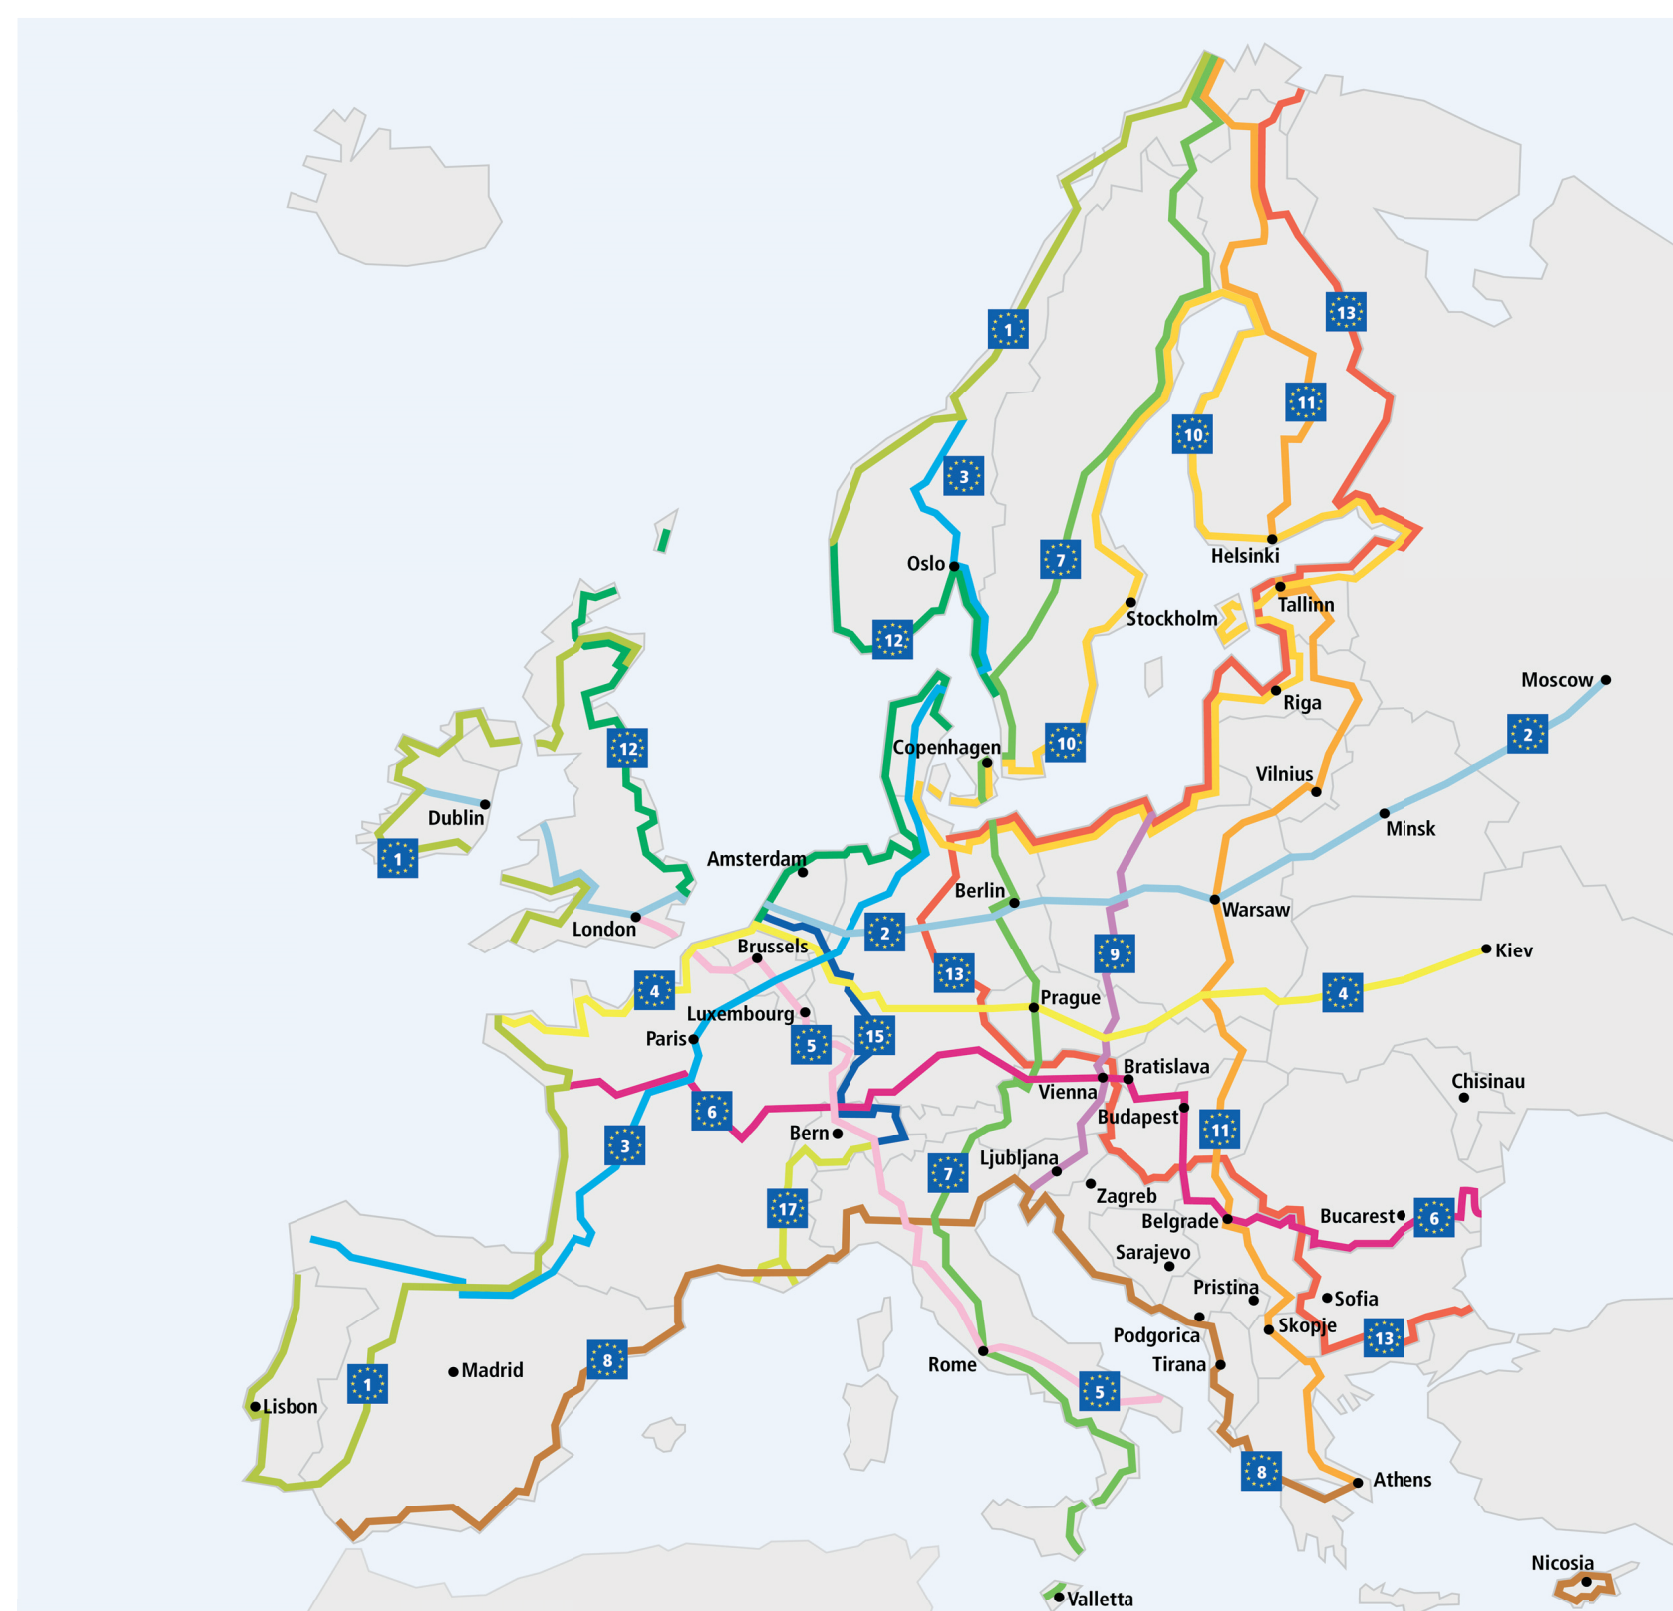 1
13
11
10
3
Oslo
7
Helsinki
Tallinn
Stockholm
12
Moscow
Riga
2
12
Copenhagen
10
Vilnius
Dublin
Minsk
1
Amsterdam
Berlin
Warsaw
London
2
Brussels
9
Kiev
13
4
4
Prague
Luxembourg
Paris
5
15
Bratislava
Chisinau
Vienna
6
Budapest
11
Bern
3
Ljubljana
7
Zagreb
17
Belgrade
Bucarest
6
Sarajevo
Pristina
Sofia
Skopje
Podgorica
13
8
Rome
Tirana
Madrid
1
5
Lisbon
8
Athens
Nicosia
Valletta